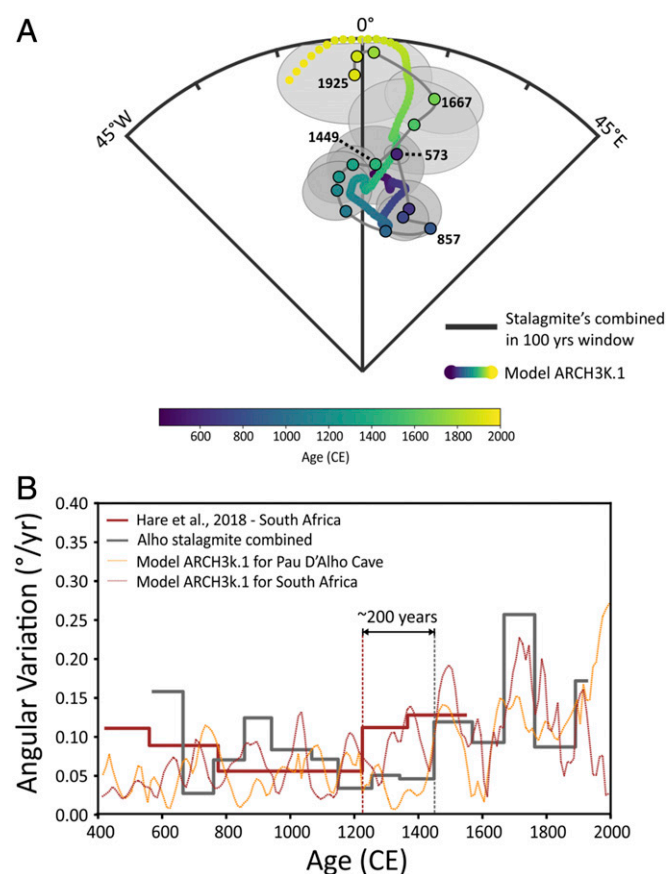 A
0°
45°W
45°E
1925
1667
1449
573
857
Stalagmite's combined
in 100 yrs window
Model ARCH3K.1
600 800 1000 1200 1400 1600 1800 2000
Age (CE)
B
Angular Variation (°/yr)
0.40
0.35
0.30
0.25
0.20
0.15
0.10
0.05
0.00
Hare et al., 2018 - South Africa
Alho stalagmite combined
Model ARCH3k.1 for Pau D'Alho Cave
Model ARCH3k.1 for South Africa
~200 years
400 600 800 1000 1200 1400 1600 1800 2000
Age (CE)